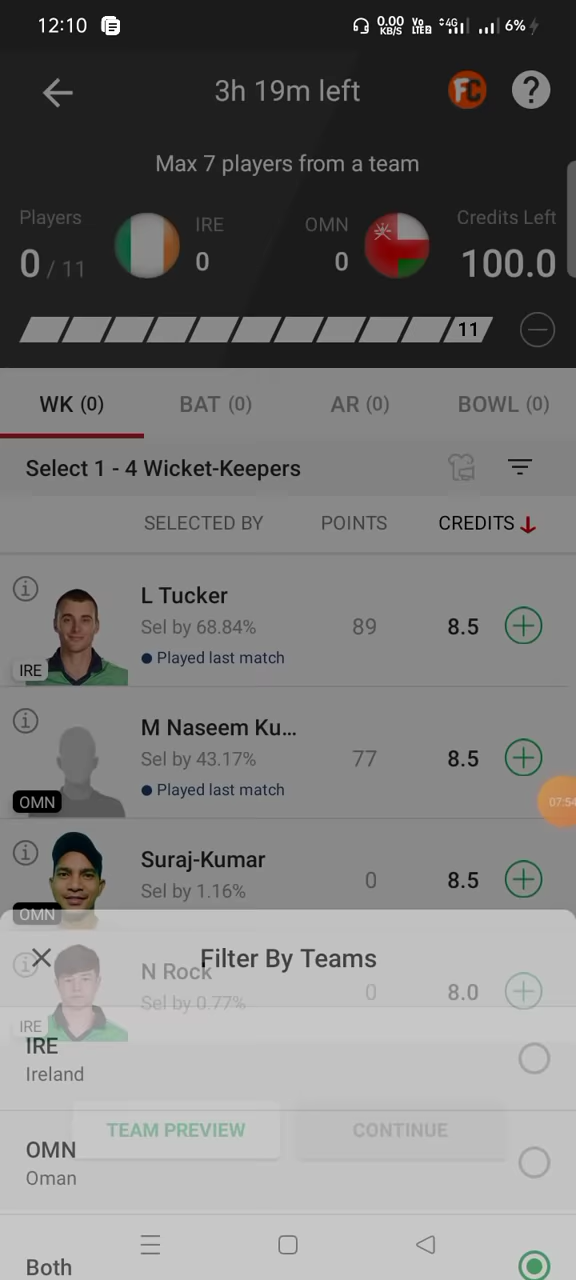 12:10 0.00 KB/S Vo LTE2 4G 6%
3h 19m left FC ?
Max 7 players from a team
Players IRE OMN Credits Left
0 / 11 0 0 100.0
11
WK (0) BAT (0) AR (0) BOWL (0)
Select 1 - 4 Wicket-Keepers
SELECTED BY POINTS CREDITS
L Tucker
Sel by 68.84% 89 8.5
Played last match
IRE
M Naseem Ku...
Sel by 43.17% 77 8.5
Played last match
OMN
07:54
Suraj-Kumar
Sel by 1.16% 0 8.5
OMN
Filter By Teams
N Rock
Sel by 0.77% 0 8.0
IRE
IRE
Ireland
TEAM PREVIEW CONTINUE
OMN
Oman
Both